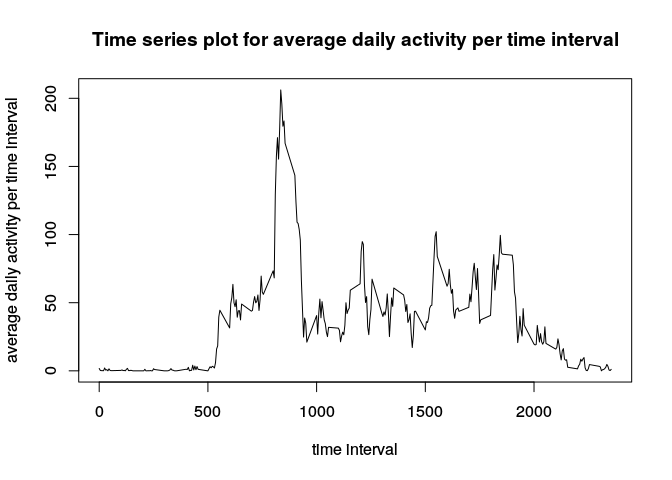 Time series plot for average daily activity per time interval
average daily activity per time interval
200
150
100
50
0
0 500 1000 1500 2000
time interval